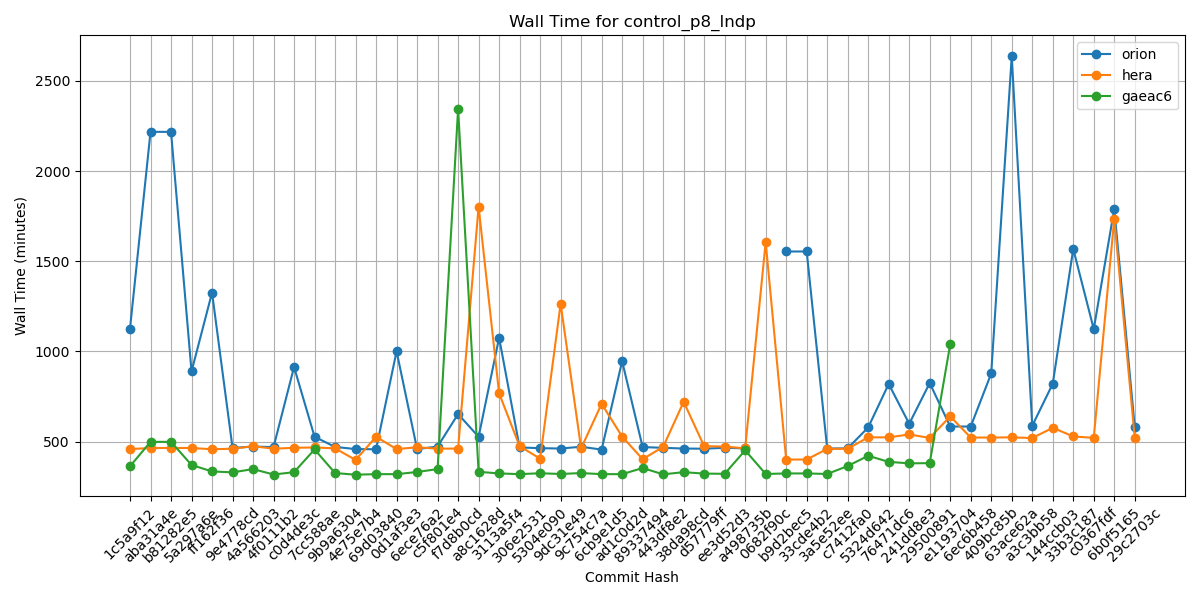 Wall Time for control_p8_lndp
orion
hera
gaeac6
Wall Time (minutes)
2500
2000
1500
1000
500
1c5a9f12
aba31a4e
b81282e5
5a297a6e
ff162f36
9e4778cd
4a566203
4f0111b2
c0d4de3c
7cc588ae
9b9a6304
4e75e7b4
69d03840
0d1af3e3
6ece76a2
c5f801e4
f7d8b0cd
a8c1628d
3113a5f4
306e2531
5304e090
9dc31e49
9c754c7a
6cb9e1d5
ad1c0d2d
89337494
443df8e2
38da98cd
d57779ff
ee3d52d3
a498735b
0682f90c
b9d2bec5
33cde4b2
3a5e52ee
c7412fa0
5324d642
76471dc6
241dd8e3
29500891
e1193704
6ec6b458
409bc85b
63ace62a
a3c3bb58
144ccb03
33b3c187
c0367fdf
6b0f5165
29c2703c
Commit Hash